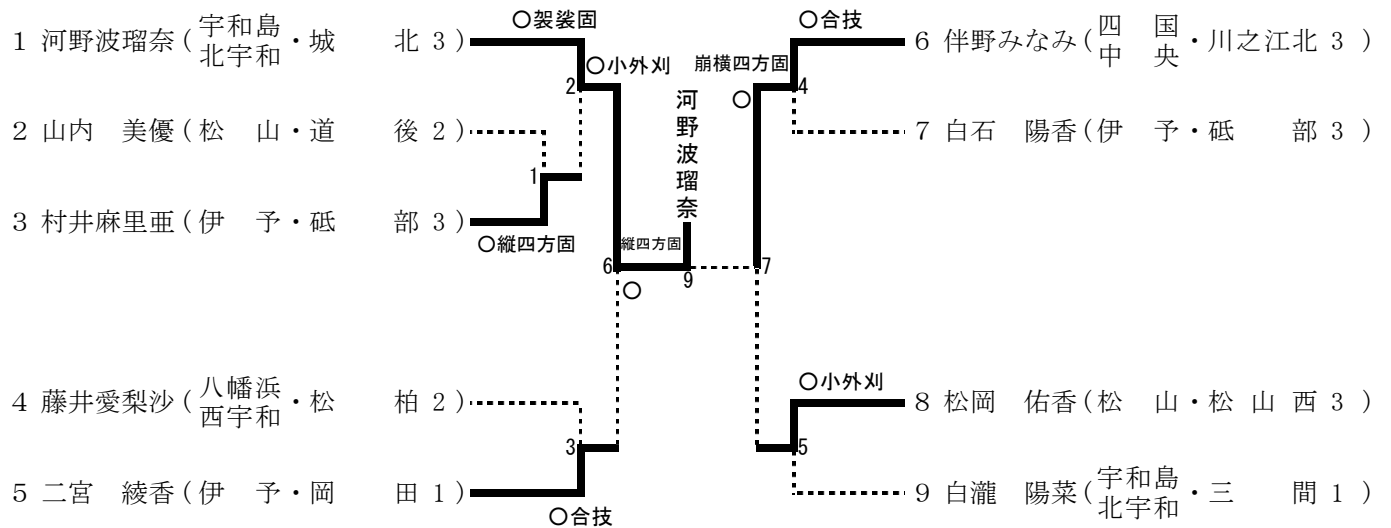 ○袈裟固
1 河野波瑠奈(宇和島北宇和・城　北 3)
○小外刈
2
2 山内　美優(松　山・道　後 2)
1
3 村井麻里亜(伊　予・砥　部 3)
○縦四方固
6
○
縦四方固
9
河野波瑠奈
4 藤井愛梨沙(八幡浜西宇和・松　柏 2)
3
5 二宮　綾香(伊　予・岡　田 1)
○合技
○合技
6 伴野みなみ(四国中央・川之江北 3)
崩横四方固
○
4
7 白石　陽香(伊　予・砥　部 3)
7
○小外刈
8 松岡　佑香(松　山・松山西 3)
5
9 白瀧　陽菜(宇和島北宇和・三　間 1)